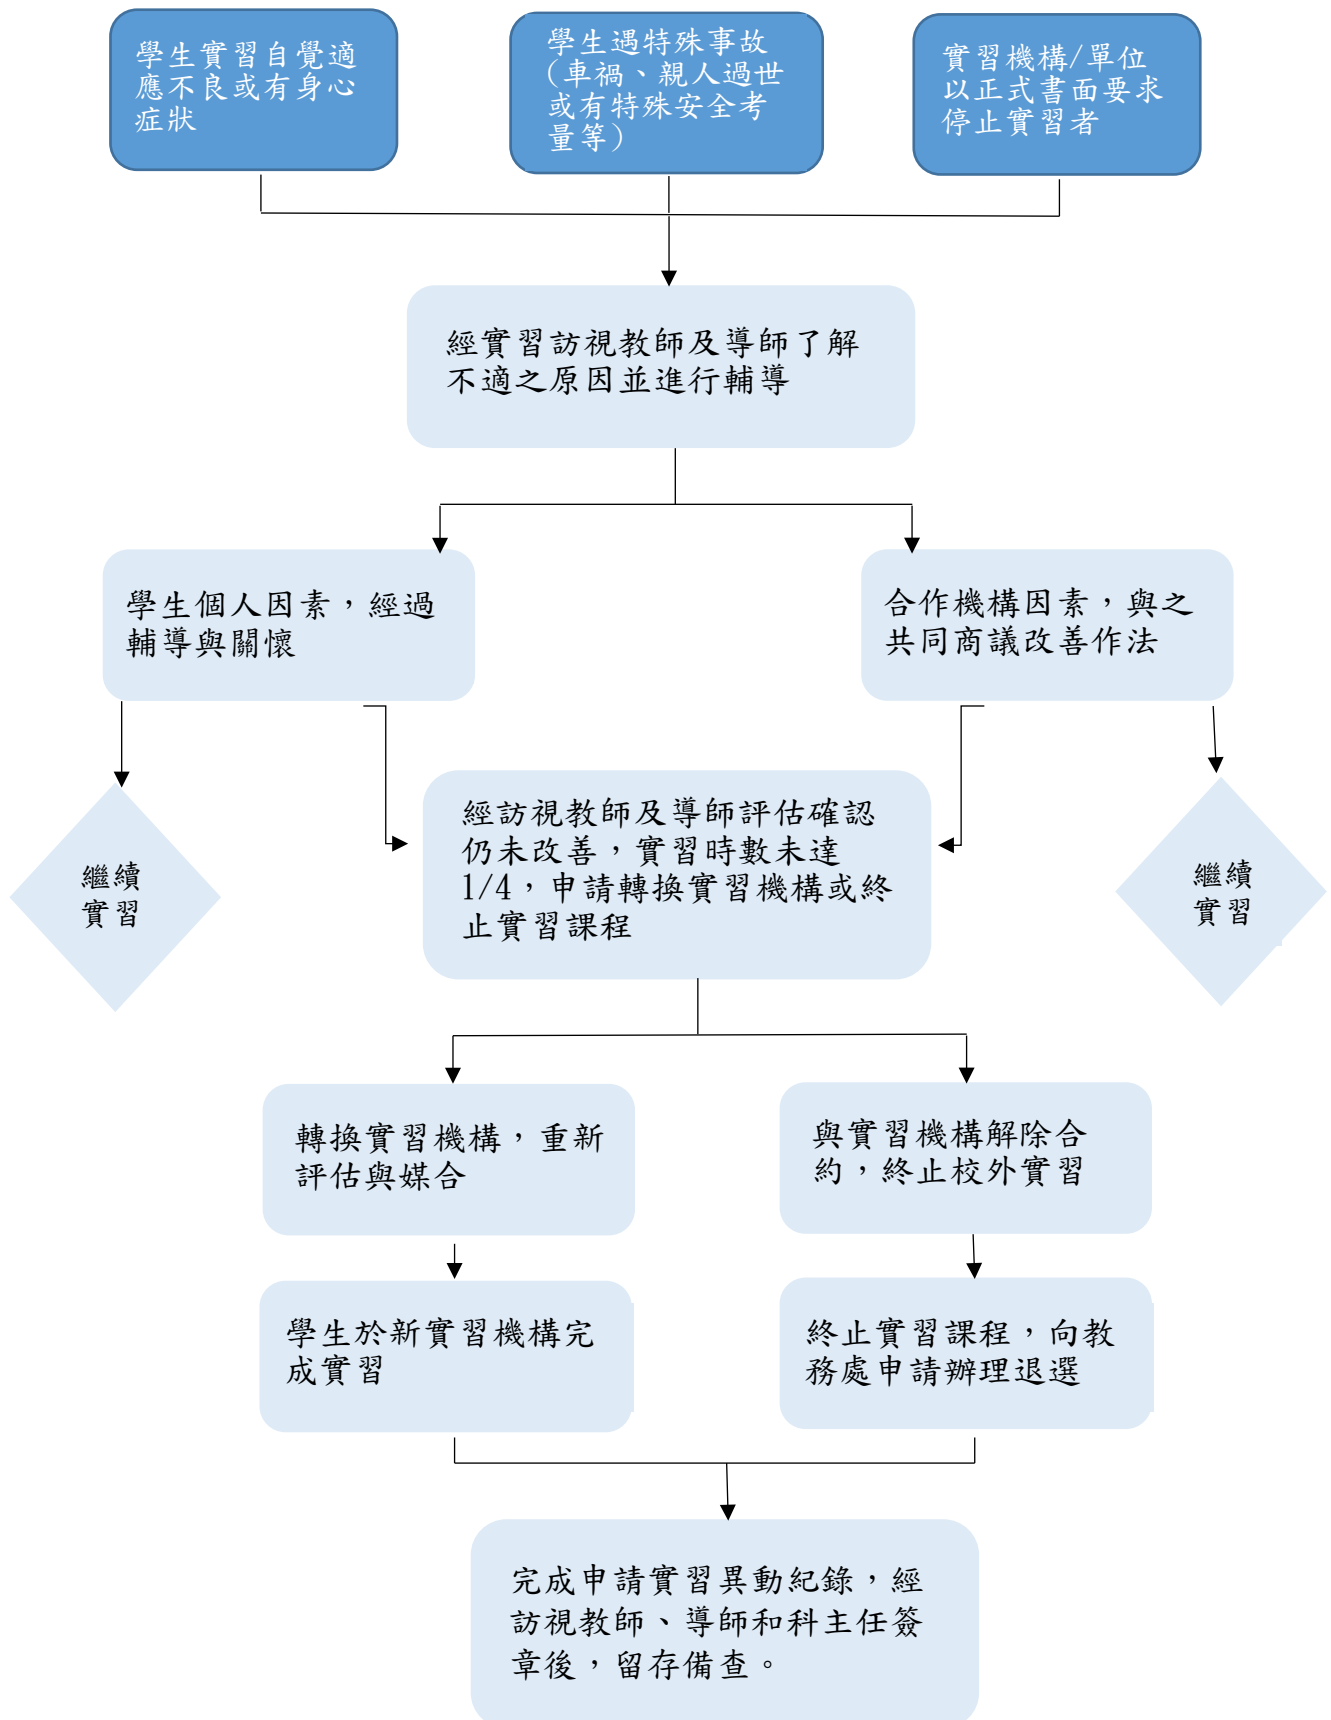 學生實習自覺適
應不良或有身心
症狀
學生遇特殊事故
(車禍、親人過世
或有特殊安全考
量等)
實習機構/單位
以正式書面要求
停止實習者
經實習訪視教師及導師了解
不適之原因並進行輔導
學生個人因素，經過
輔導與關懷
合作機構因素，與之
共同商議改善作法
繼續
實習
經訪視教師及導師評估確認
仍未改善，實習時數未達
1/4，申請轉換實習機構或終
止實習課程
繼續
實習
轉換實習機構，重新
評估與媒合
與實習機構解除合
約，終止校外實習
學生於新實習機構完
成實習
終止實習課程，向教
務處申請辦理退選
完成申請實習異動紀錄，經
訪視教師、導師和科主任簽
章後，留存備查。